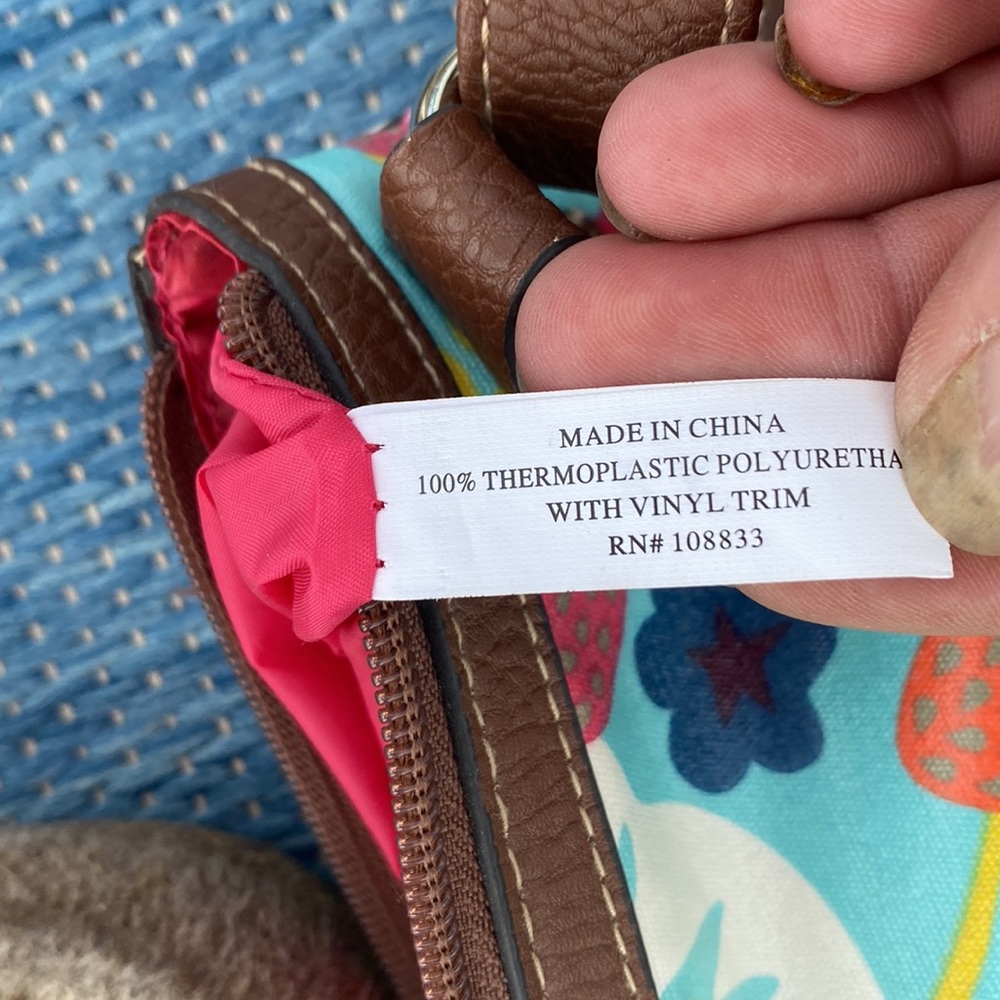 MADE IN CHINA
100% THERMOPLASTIC POLYURETHA
WITH VINYL TRIM
RN# 108833